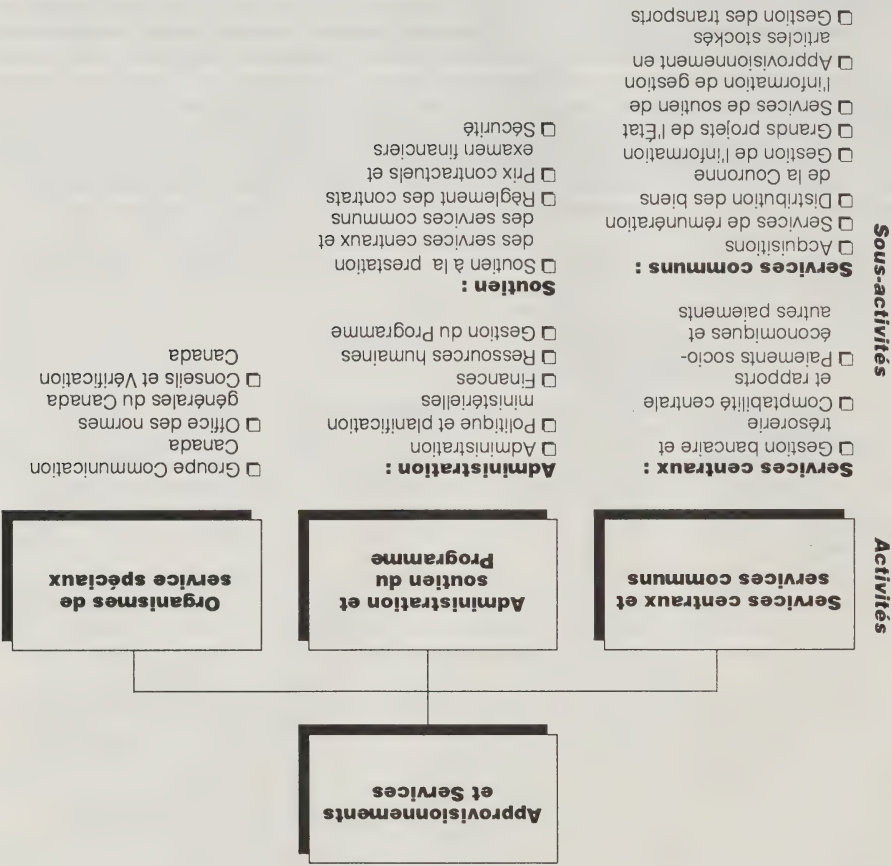 Approvisionnements
et Services
Activités
Services centraux et
services communs
Administration et
soutien du
Programme
Organismes de
service spéciaux
Sous-activités
Services centraux :
❏ Gestion bancaire et
trésorerie
❏ Comptabilité centrale
et rapports
❏ Paiements socio-
économiques et
autres paiements
Services communs :
❏ Acquisitions
❏ Services de rémunération
❏ Distribution des biens
de la Couronne
❏ Gestion de l'information
❏ Grands projets de l'État
❏ Services de soutien de
l'information de gestion
❏ Approvisionnement en
articles stockés
❏ Gestion des transports
Administration :
❏ Administration
❏ Politique et planification
ministérielles
❏ Finances
❏ Ressources humaines
❏ Gestion du Programme
Soutien :
❏ Soutien à la prestation
des services centraux et
des services communs
❏ Règlement des contrats
❏ Prix contractuels et
examen financiers
❏ Sécurité
❏ Groupe Communication
Canada
❏ Office des normes
générales du Canada
❏ Conseils et Vérification
Canada